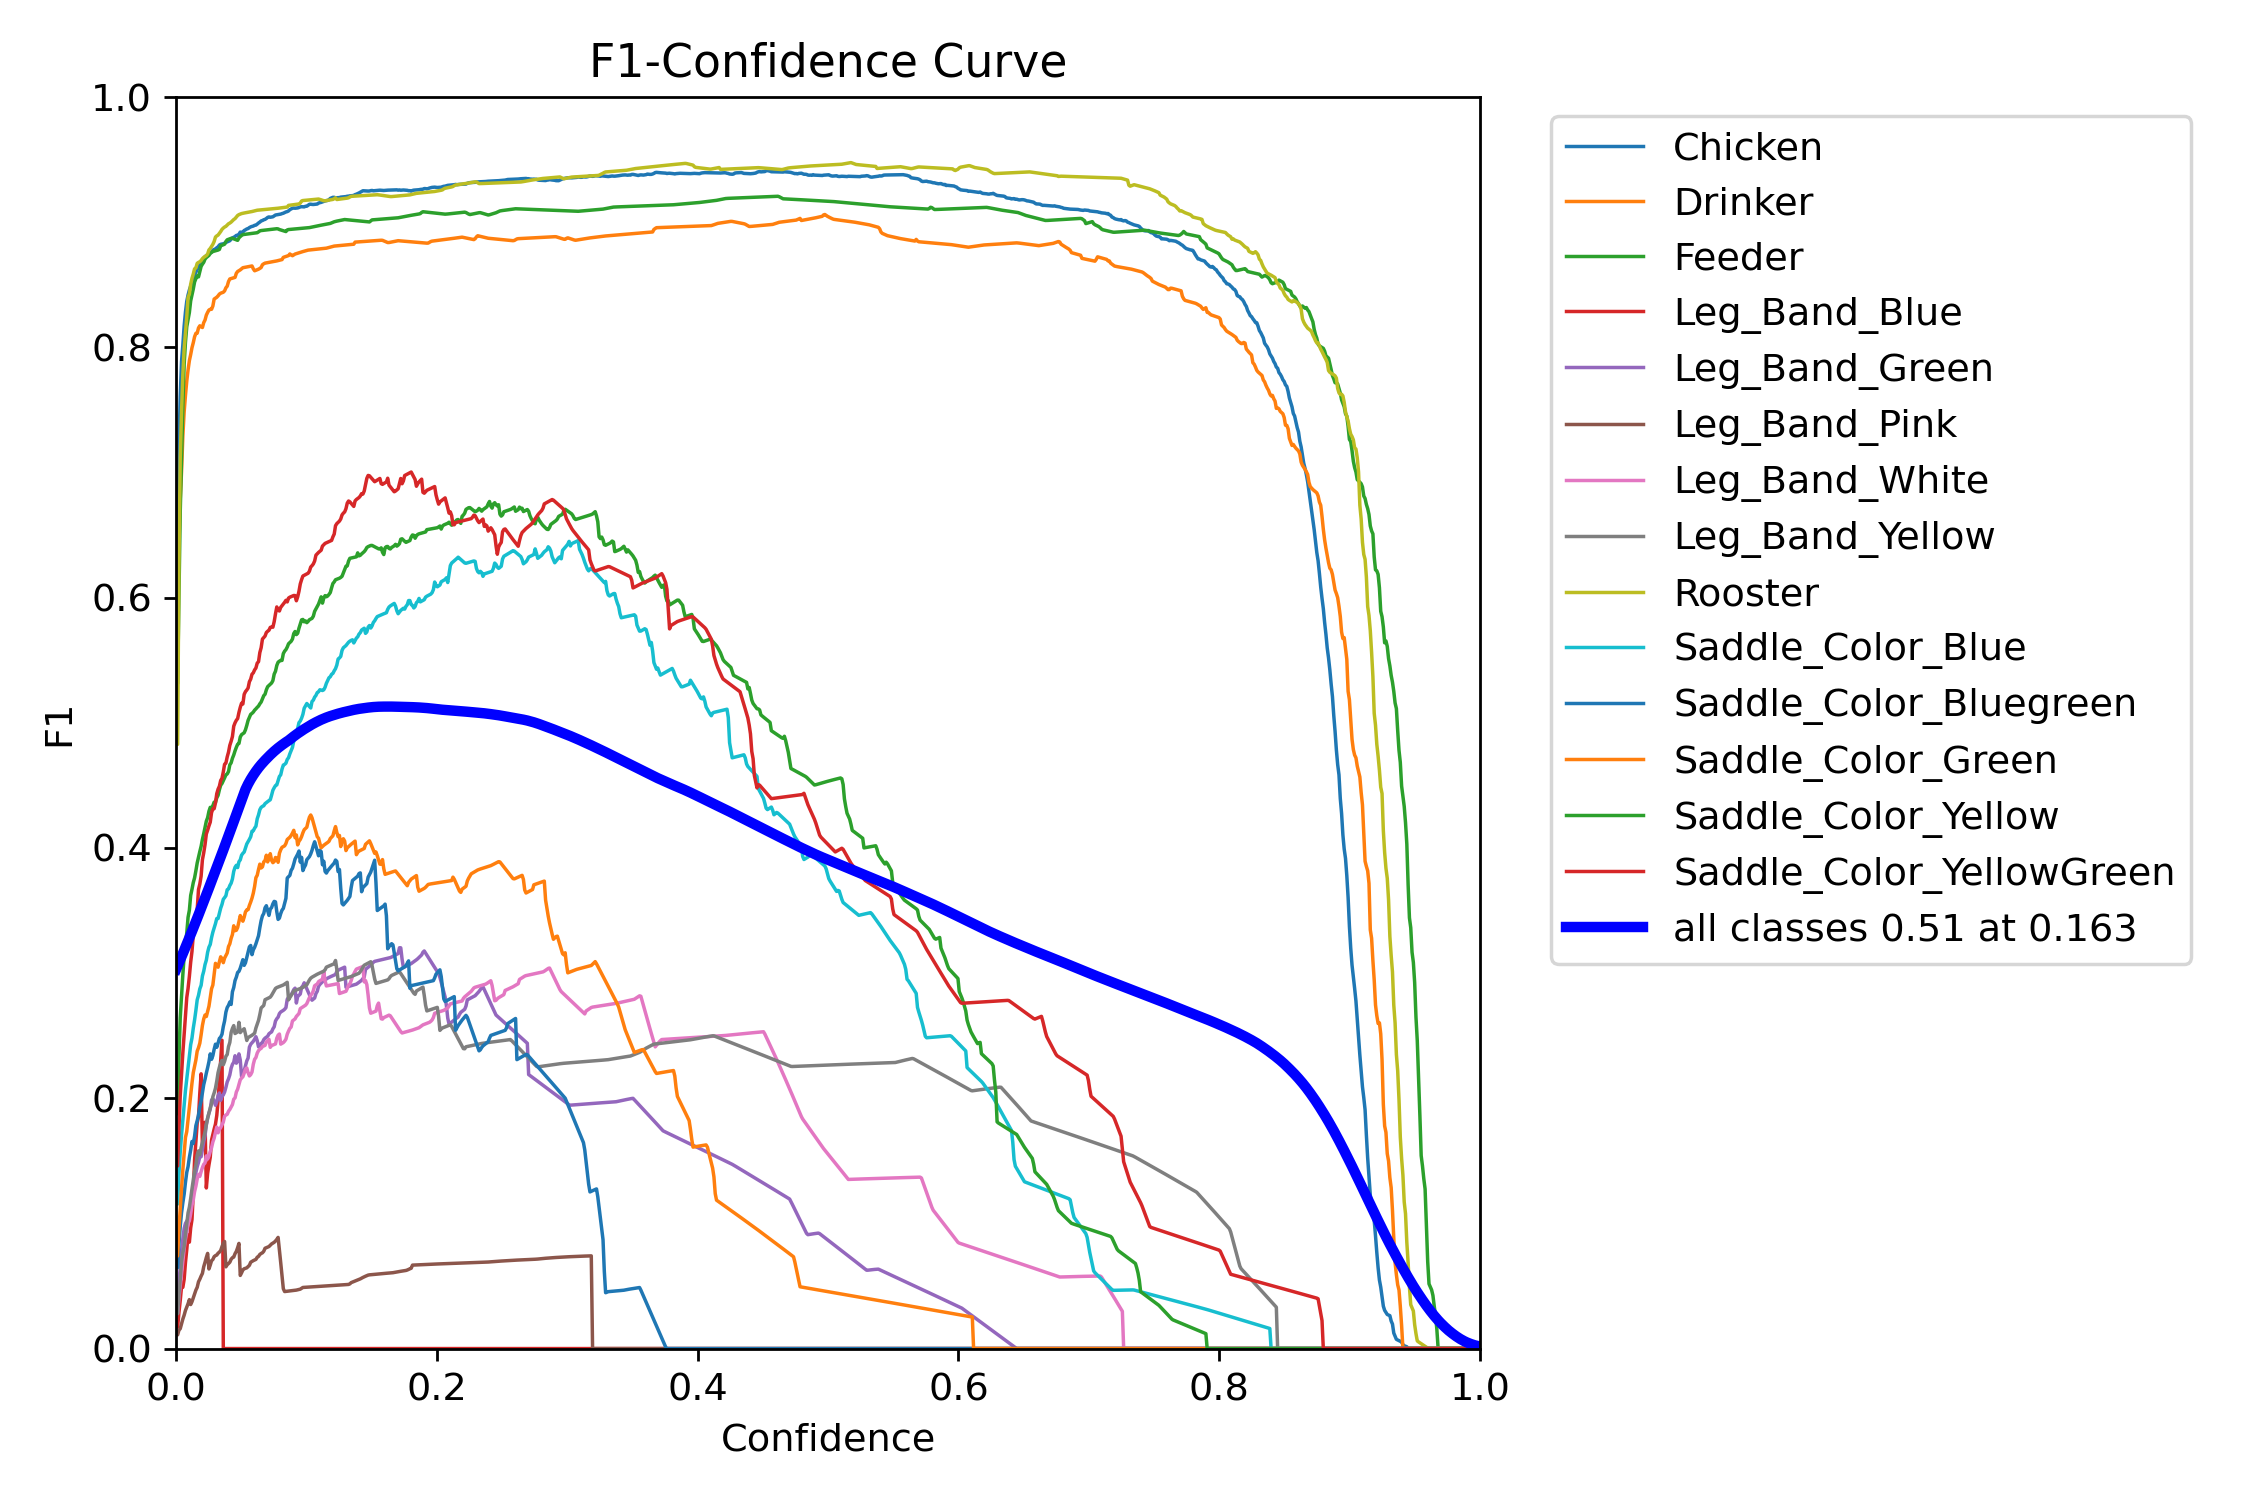 F1-Confidence Curve
1.0
0.8
0.6
0.4
0.2
0.0
F1
0.0 0.2 0.4 0.6 0.8 1.0
Confidence
Chicken
Drinker
Feeder
Leg_Band_Blue
Leg_Band_Green
Leg_Band_Pink
Leg_Band_White
Leg_Band_Yellow
Rooster
Saddle_Color_Blue
Saddle_Color_Bluegreen
Saddle_Color_Green
Saddle_Color_Yellow
Saddle_Color_YellowGreen
all classes 0.51 at 0.163